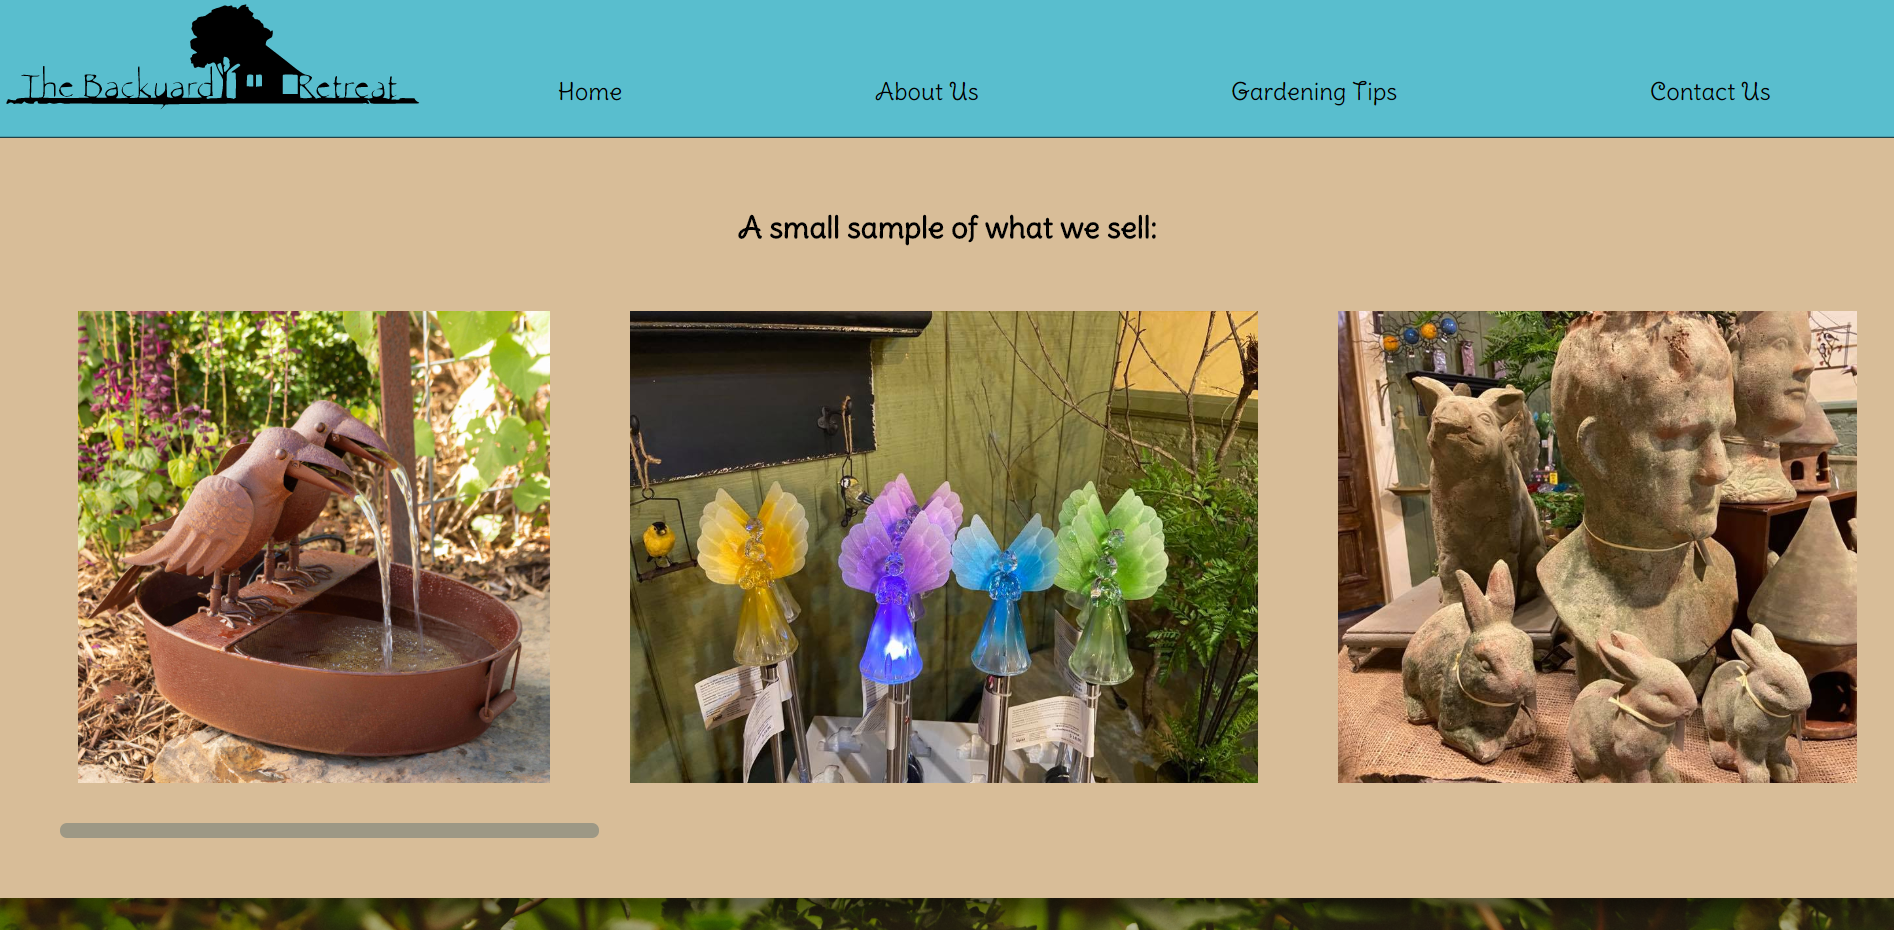 The Backyard Retreat
Home
About Us
Gardening Tips
Contact Us
A small sample of what we sell: